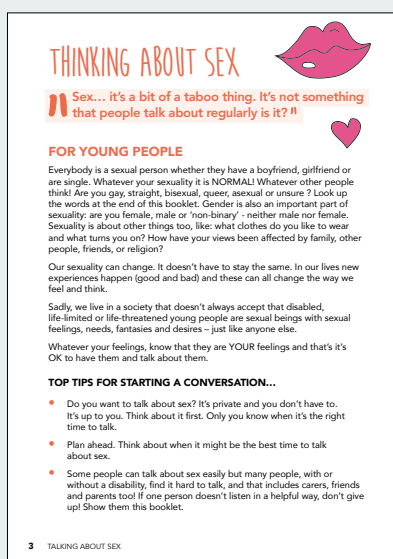 THINKING ABOUT SEX
" Sex... it's a bit of a taboo thing. It's not something
that people talk about regularly is it? "
FOR YOUNG PEOPLE
Everybody is a sexual person whether they have a boyfriend, girlfriend or
are single. Whatever your sexuality it is NORMAL! Whatever other people
think! Are you gay, straight, bisexual, queer, asexual or unsure ? Look up
the words at the end of this booklet. Gender is also an important part of
sexuality: are you female, male or 'non-binary' - neither male nor female.
Sexuality is about other things too, like: what clothes do you like to wear
and what turns you on? How have your views been affected by family, other
people, friends, or religion?
Our sexuality can change. It doesn't have to stay the same. In our lives new
experiences happen (good and bad) and these can all change the way we
feel and think.
Sadly, we live in a society that doesn't always accept that disabled,
life-limited or life-threatened young people are sexual beings with sexual
feelings, needs, fantasies and desires – just like anyone else.
Whatever your feelings, know that they are YOUR feelings and that's it's
OK to have them and talk about them.
TOP TIPS FOR STARTING A CONVERSATION...
• Do you want to talk about sex? It's private and you don't have to.
It's up to you. Think about it first. Only you know when it's the right
time to talk.
• Plan ahead. Think about when it might be the best time to talk
about sex.
• Some people can talk about sex easily but many people, with or
without a disability, find it hard to talk, and that includes carers, friends
and parents too! If one person doesn't listen in a helpful way, don't give
up! Show them this booklet.
3 TALKING ABOUT SEX